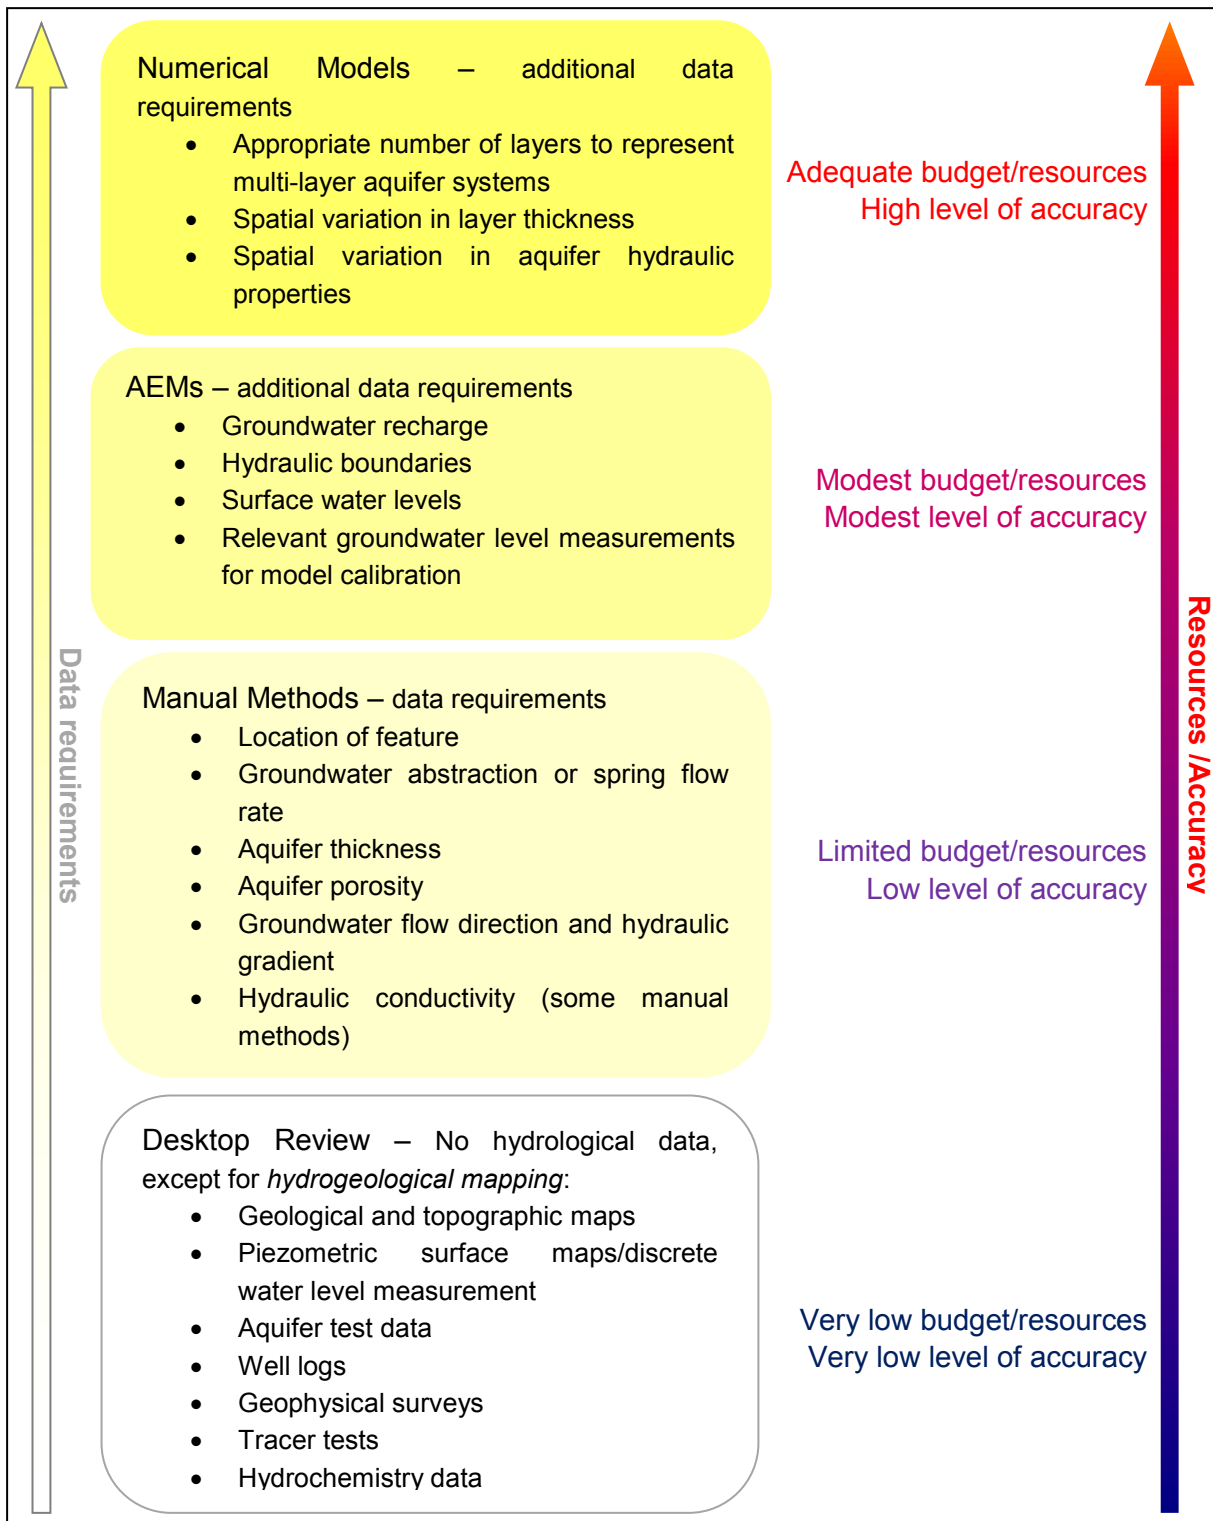 Numerical Models – additional data
requirements
• Appropriate number of layers to represent
multi-layer aquifer systems
• Spatial variation in layer thickness
• Spatial variation in aquifer hydraulic
properties
Adequate budget/resources
High level of accuracy
AEMs – additional data requirements
• Groundwater recharge
• Hydraulic boundaries
• Surface water levels
• Relevant groundwater level measurements
for model calibration
Modest budget/resources
Modest level of accuracy
Data requirements
Resources /Accuracy
Manual Methods – data requirements
• Location of feature
• Groundwater abstraction or spring flow
rate
• Aquifer thickness
• Aquifer porosity
• Groundwater flow direction and hydraulic
gradient
• Hydraulic conductivity (some manual
methods)
Limited budget/resources
Low level of accuracy
Desktop Review – No hydrological data,
except for hydrogeological mapping:
• Geological and topographic maps
• Piezometric surface maps/discrete
water level measurement
• Aquifer test data
• Well logs
• Geophysical surveys
• Tracer tests
• Hydrochemistry data
Very low budget/resources
Very low level of accuracy